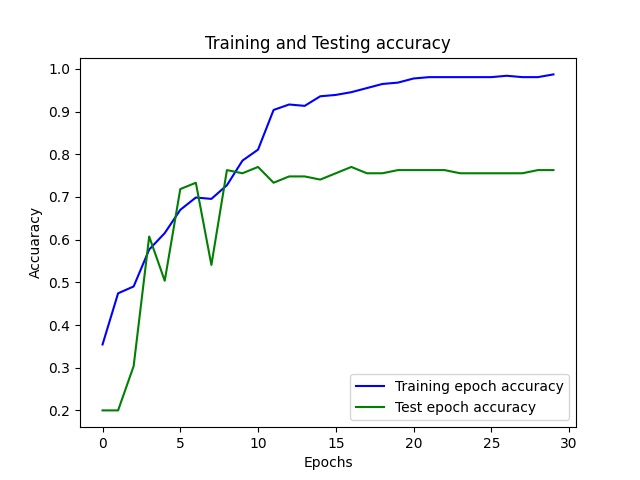 Training and Testing accuracy
1.0
0.9
0.8
0.7
0.6
0.5
0.4
0.3
0.2
Accuaracy
Training epoch accuracy
Test epoch accuracy
0 5 10 15 20 25 30
Epochs